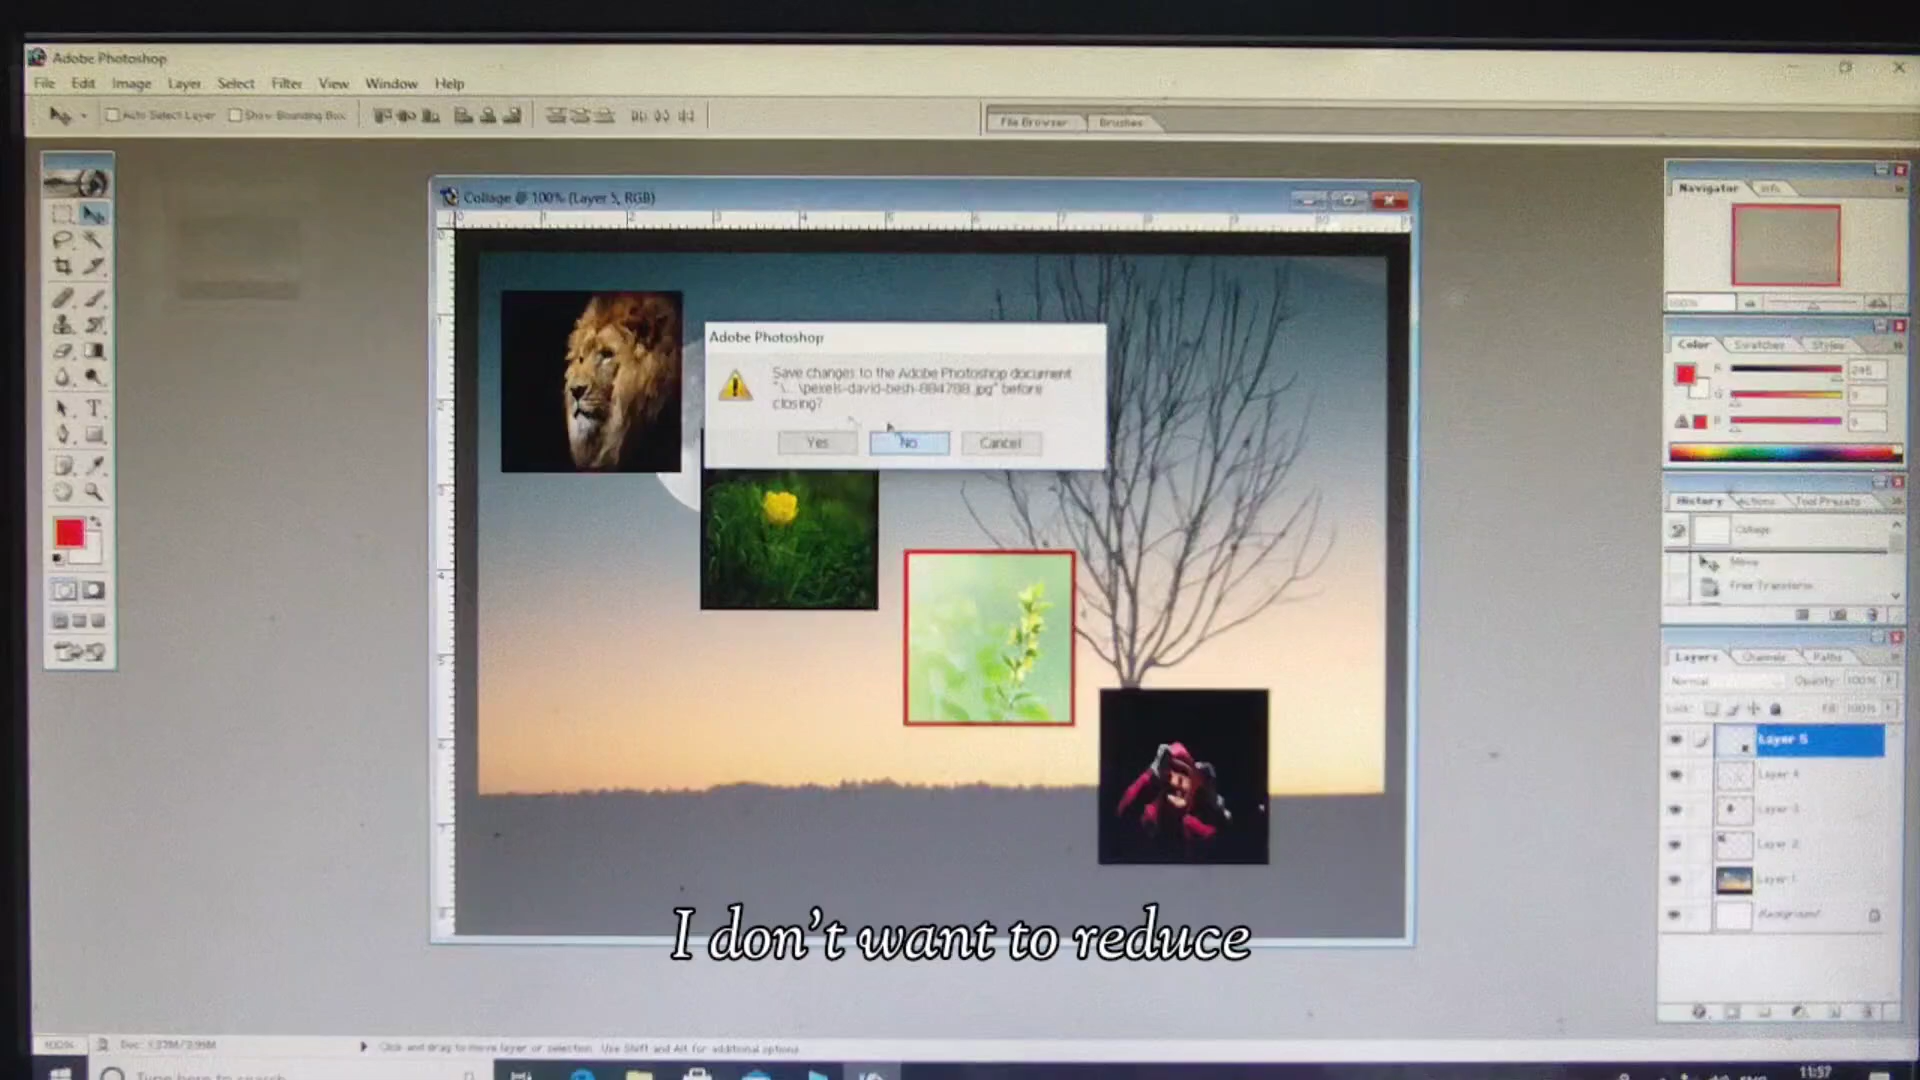 Adobe Photoshop
File Edit Image Layer Select Filter View Window Help
Auto Select Layer Show Bounding Box
File Browser Brushes
Collage @ 100% (Layer 5, RGB)
Navigator Info
100%
Color Swatches Styles
Adobe Photoshop
Save changes to the Adobe Photoshop document
"\...\pexels-david-besh-884788.jpg" before
closing?
Yes No Cancel
History Actions Tool Presets
Collage
Move
Free Transform
Layers Channels Paths
Normal Opacity: 100%
Lock: Fill: 100%
Layer 5
Layer 4
Layer 3
Layer 2
Layer 1
Background
I don't want to reduce
100% Click and drag to move layer or selection. Use Shift and Alt for additional options.
Type here to search
11:57